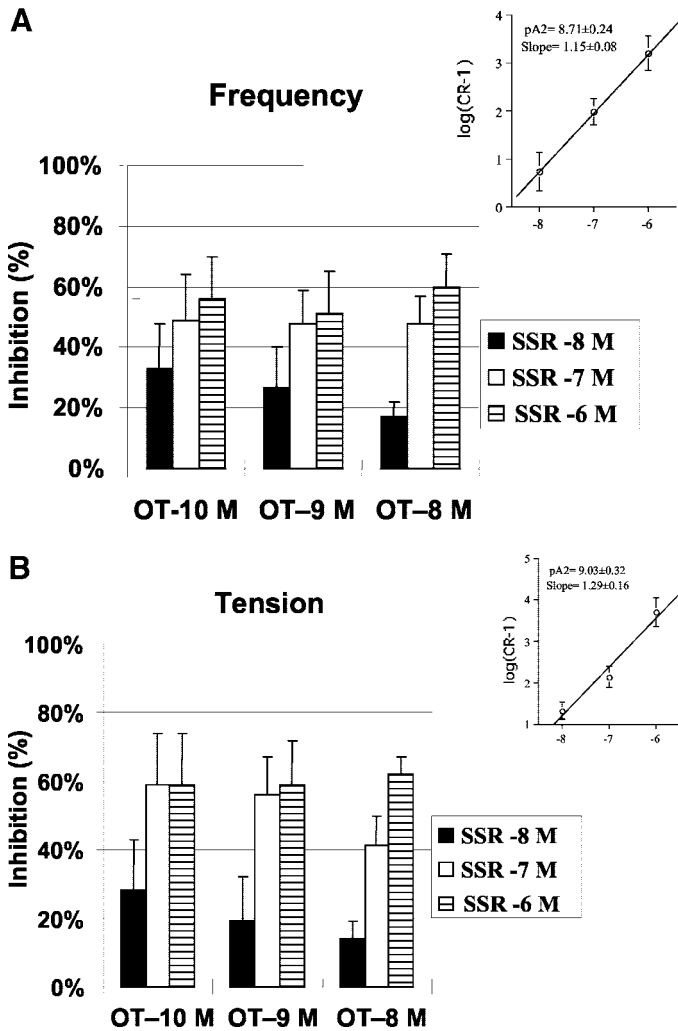 A
Frequency
Inhibition (%)
100%
80%
60%
40%
20%
0%
OT-10 M OT–9 M OT–8 M
SSR -8 M
SSR -7 M
SSR -6 M
pA2= 8.71±0.24
Slope= 1.15±0.08
log(CR-1)
4
3
2
1
0
-8 -7 -6
B
Tension
Inhibition (%)
100%
80%
60%
40%
20%
0%
OT–10 M OT–9 M OT–8 M
SSR -8 M
SSR -7 M
SSR -6 M
pA2= 9.03±0.32
Slope= 1.29±0.16
log(CR-1)
5
4
3
2
1
-8 -7 -6